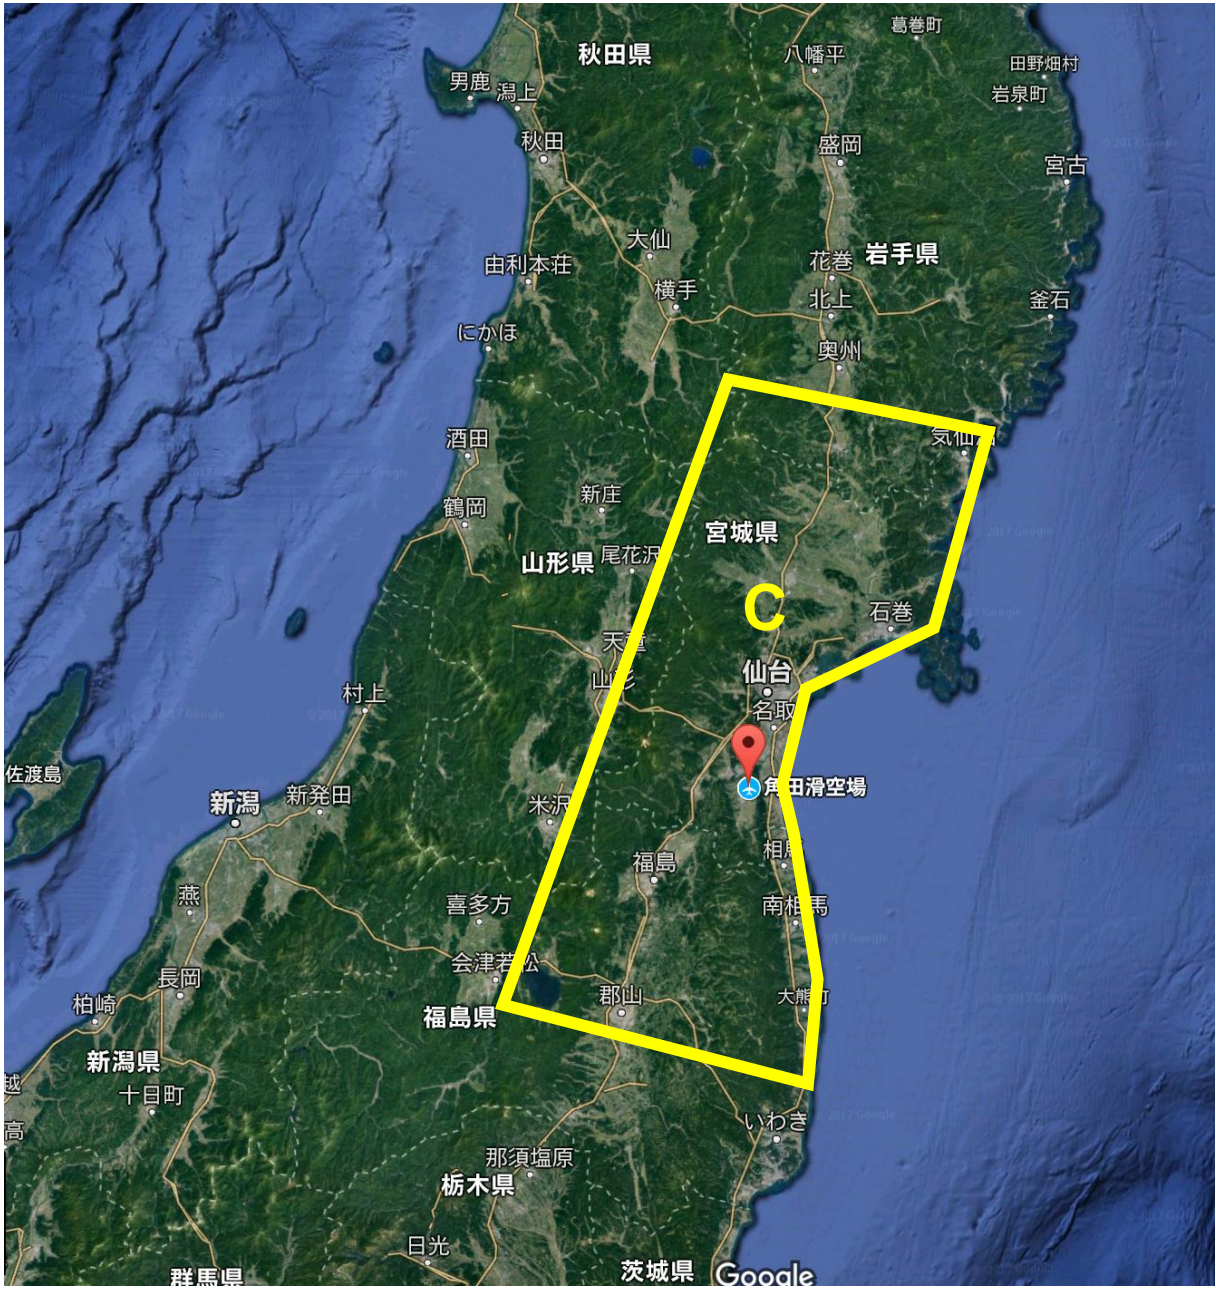 葛巻町
秋田県
八幡平
田野畑村
男鹿
潟上
岩泉町
秋田
盛岡
宮古
大仙
由利本荘
花巻
岩手県
横手
北上
釜石
にかほ
奥州
酒田
気仙沼
新庄
鶴岡
宮城県
尾花沢
山形県
C
石巻
天童
仙台
山形
村上
名取
佐渡島
角田滑空場
新潟
新発田
米沢
相馬
福島
燕
喜多方
南相馬
会津若松
長岡
郡山
大熊町
柏崎
福島県
新潟県
越
十日町
高
いわき
那須塩原
栃木県
日光
茨城県
群馬県
Google